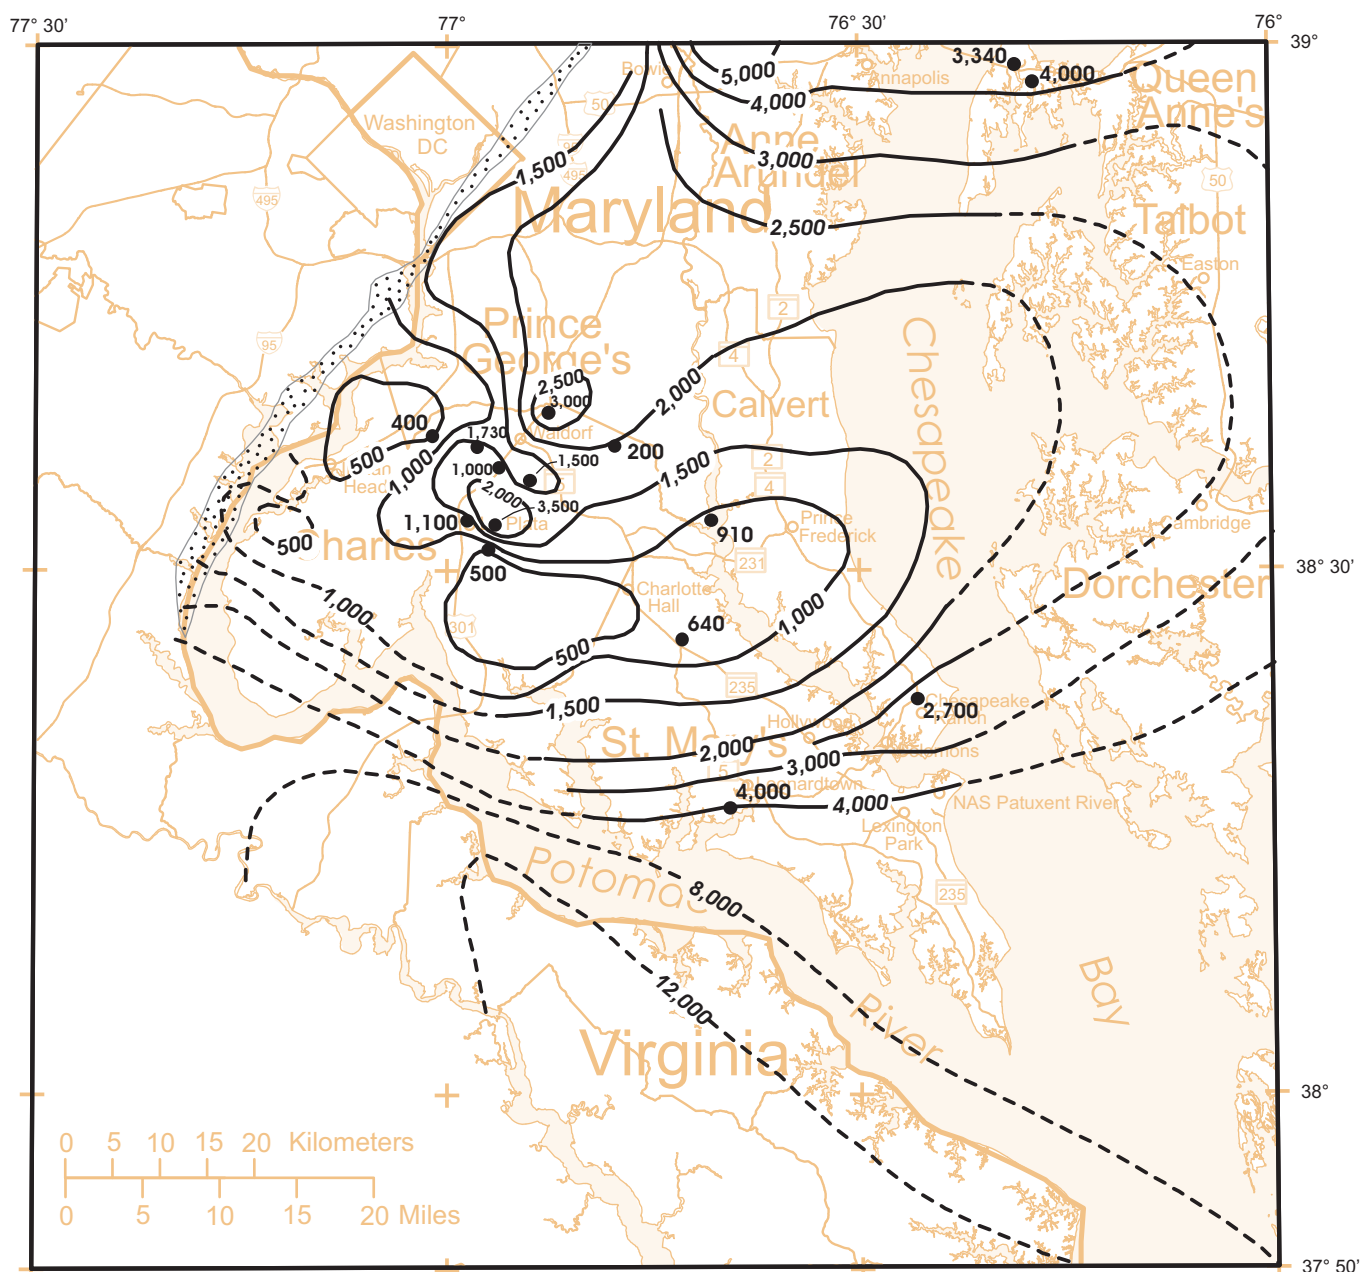 77° 30'
77°
76° 30'
76°
39°
5,000
3,340
4,000
4,000
Bowie
Annapolis
Queen
Anne's
50
Washington
DC
Anne
Arundel
3,000
1,500
495
495
50
Maryland
2,500
Talbot
Easton
2
95
Prince
George's
4
Chesapeake
2,500
3,000
2,000
Calvert
400
1,730
Waldorf
200
500
1,000
1,000
1,500
1,500
2
Head
2,000
4
3,500
1,100
Plata
910
Prince
Frederick
Cambridge
500
Charles
231
38° 30'
500
Charlotte
Hall
Dorchester
1,000
301
640
1,000
500
235
1,500
Chesapeake
Ranch
2,700
Hollywood
St. Mary's
2,000
Solomons
3,000
5
Leonardtown
4,000
4,000
NAS Patuxent River
Lexington
Park
Potomac
8,000
235
12,000
Bay
River
Virginia
38°
0 5 10 15 20 Kilometers
0 5 10 15 20 Miles
37° 50'